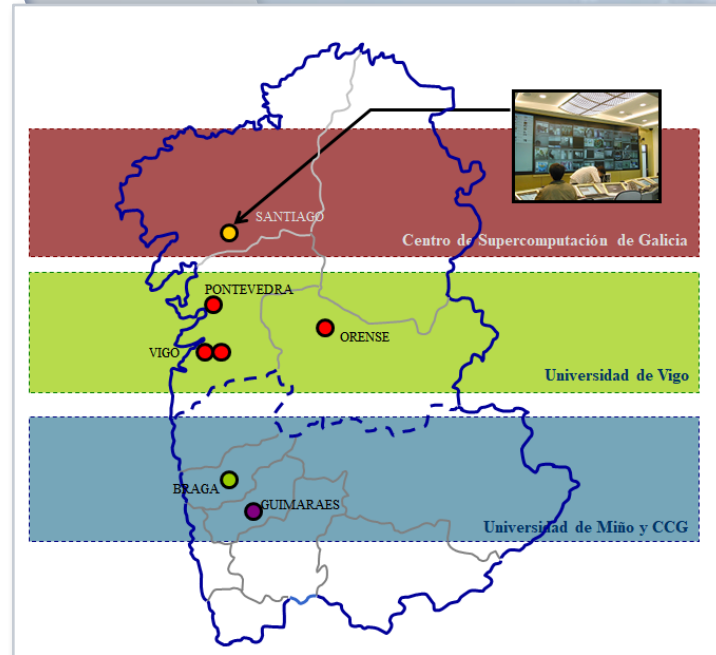 SANTIAGO
Centro de Supercomputación de Galicia
PONTEVEDRA
ORENSE
VIGO
Universidad de Vigo
BRAGA
GUIMARAES
Universidad de Miño y CCG